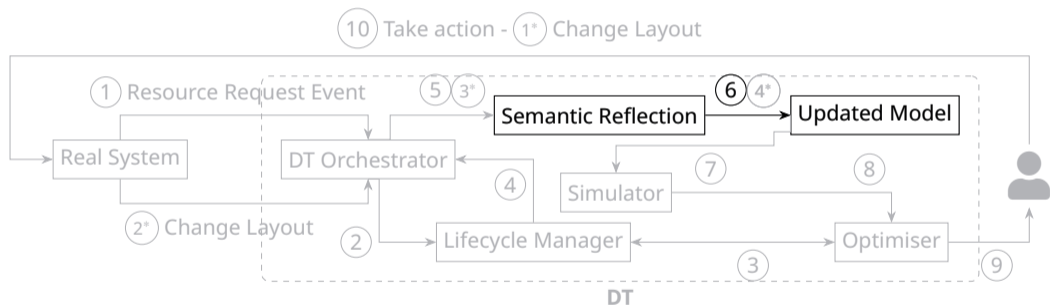 10 Take action - 1* Change Layout
1 Resource Request Event
5 3*
6 4*
Semantic Reflection
Updated Model
Real System
DT Orchestrator
4
7
8
Simulator
2* Change Layout
2
Lifecycle Manager
3
Optimiser
9
DT